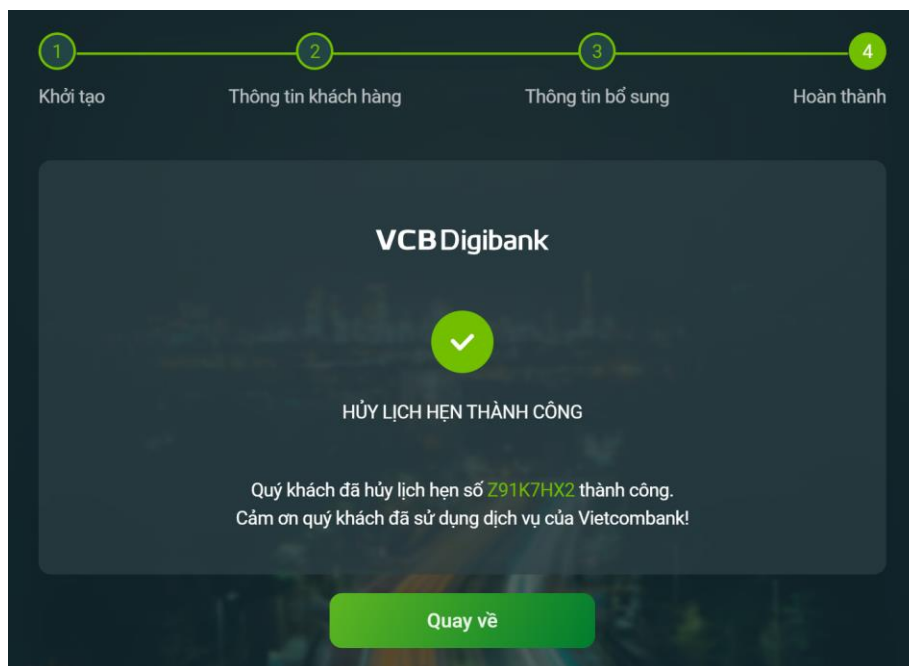 1
2
3
4
Khởi tạo
Thông tin khách hàng
Thông tin bổ sung
Hoàn thành
VCB Digibank
HỦY LỊCH HẸN THÀNH CÔNG
Quý khách đã hủy lịch hẹn số Z91K7HX2 thành công.
Cảm ơn quý khách đã sử dụng dịch vụ của Vietcombank!
Quay về